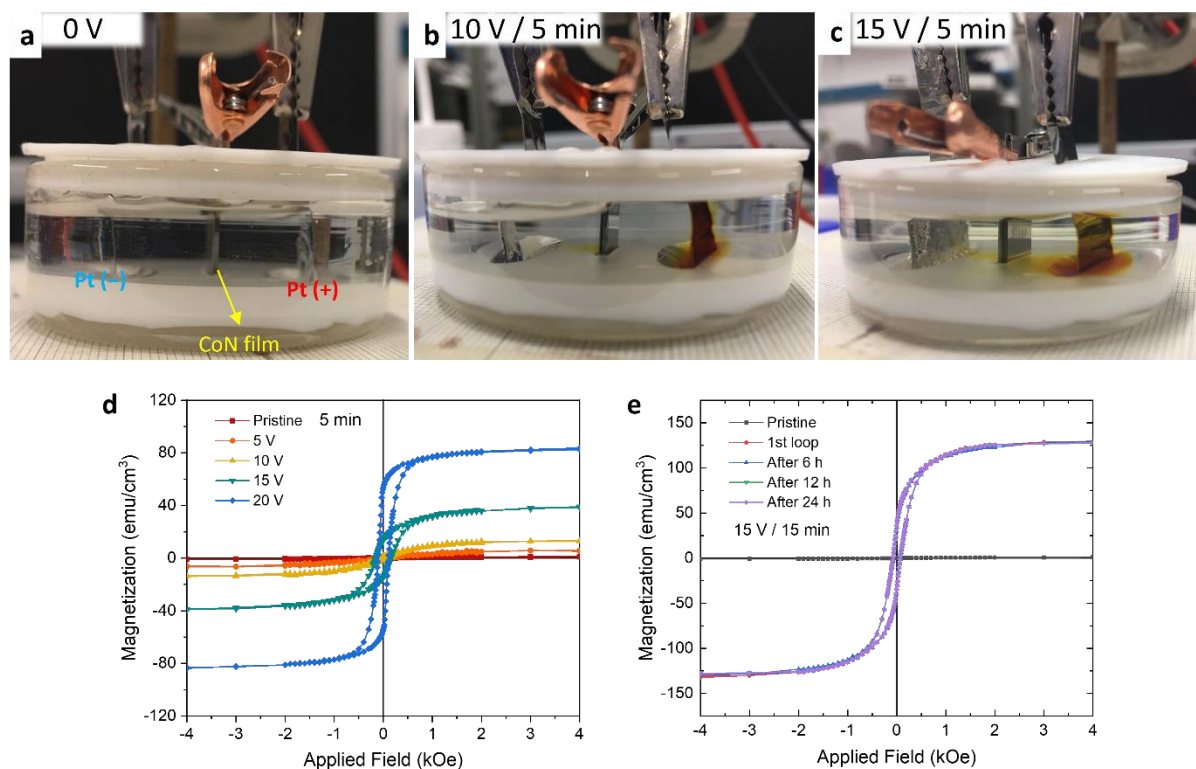 a
0 V
b
10 V / 5 min
c
15 V / 5 min
Pt (−)
Pt (+)
CoN film
d
120
80
40
0
-40
-80
-120
Magnetization (emu/cm³)
Pristine
5 min
5 V
10 V
15 V
20 V
-4 -3 -2 -1 0 1 2 3 4
Applied Field (kOe)
e
150
100
50
0
-50
-100
-150
Magnetization (emu/cm³)
Pristine
1st loop
After 6 h
After 12 h
After 24 h
15 V / 15 min
-4 -3 -2 -1 0 1 2 3 4
Applied Field (kOe)